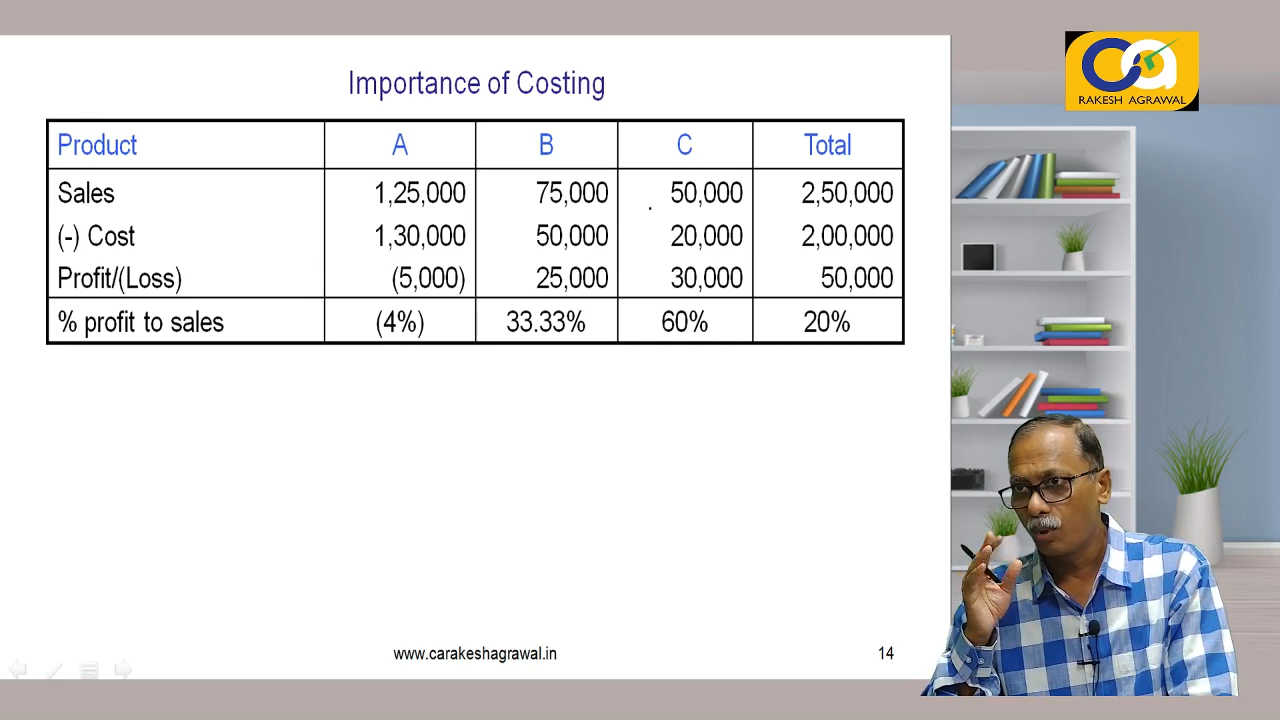 ca
RAKESH AGRAWAL
Importance of Costing
Product A B C Total
Sales 1,25,000 75,000 50,000 2,50,000
(-) Cost 1,30,000 50,000 20,000 2,00,000
Profit/(Loss) (5,000) 25,000 30,000 50,000
% profit to sales (4%) 33.33% 60% 20%
www.carakeshagrawal.in 14